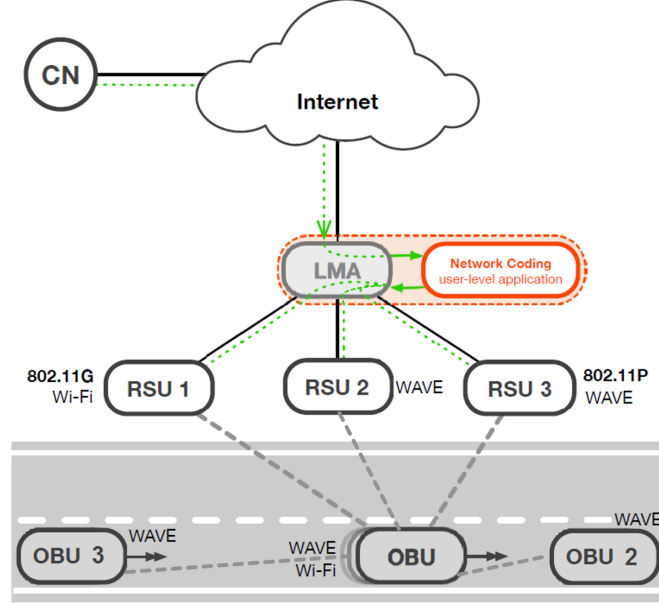 CN
Internet
LMA
Network Coding
user-level application
802.11G
Wi-Fi
RSU 1
RSU 2
WAVE
RSU 3
802.11P
WAVE
WAVE
OBU 3
WAVE
WAVE
Wi-Fi
OBU
OBU 2